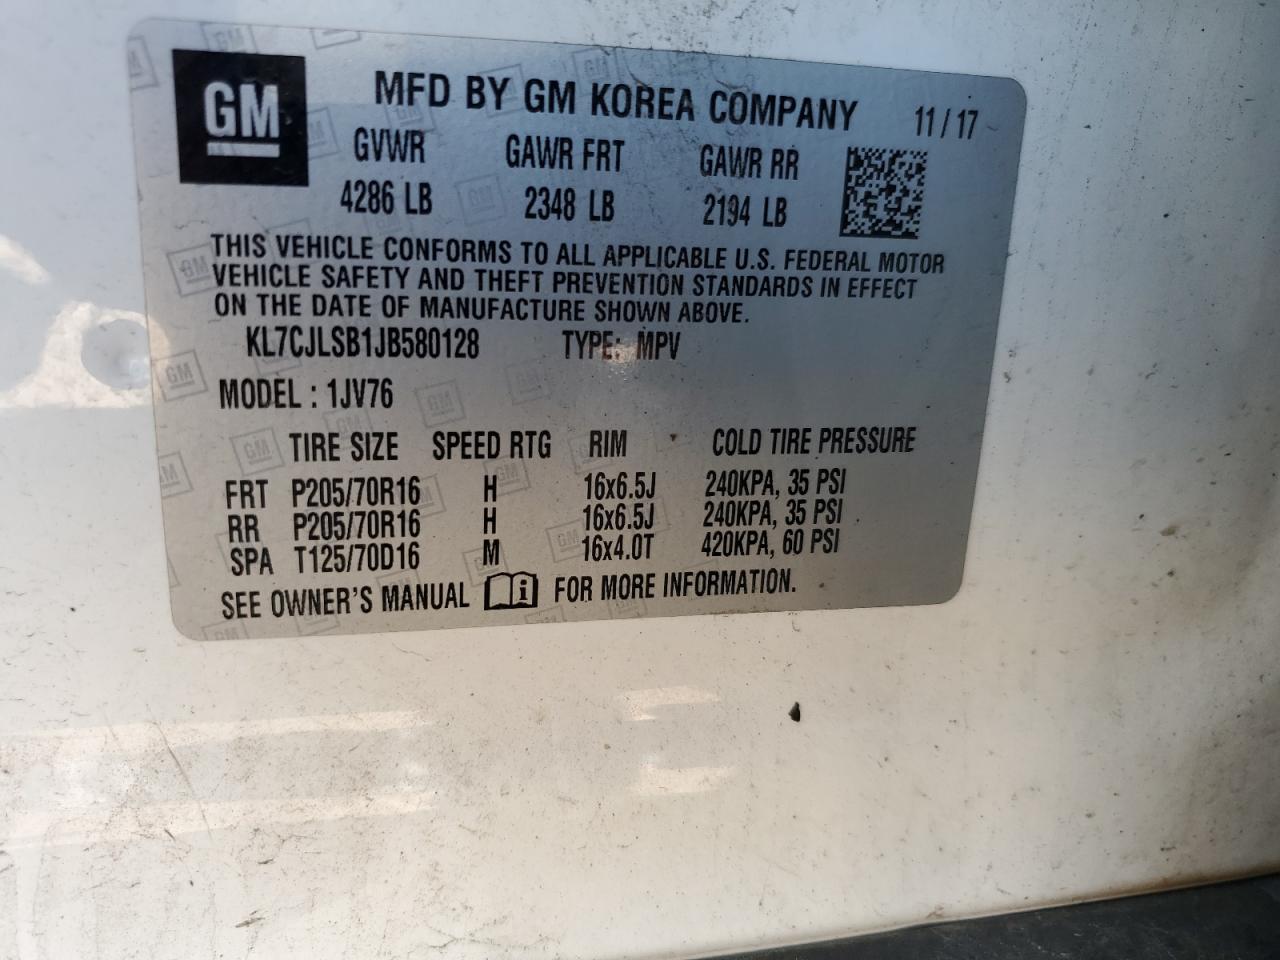 GM
MFD BY GM KOREA COMPANY 11/17
GVWR GAWR FRT GAWR RR
4286 LB 2348 LB 2194 LB
THIS VEHICLE CONFORMS TO ALL APPLICABLE U.S. FEDERAL MOTOR
VEHICLE SAFETY AND THEFT PREVENTION STANDARDS IN EFFECT
ON THE DATE OF MANUFACTURE SHOWN ABOVE.
KL7CJLSB1JB580128 TYPE: MPV
MODEL : 1JV76
TIRE SIZE SPEED RTG RIM COLD TIRE PRESSURE
FRT P205/70R16 H 16x6.5J 240KPA, 35 PSI
RR P205/70R16 H 16x6.5J 240KPA, 35 PSI
SPA T125/70D16 M 16x4.0T 420KPA, 60 PSI
SEE OWNER'S MANUAL i FOR MORE INFORMATION.